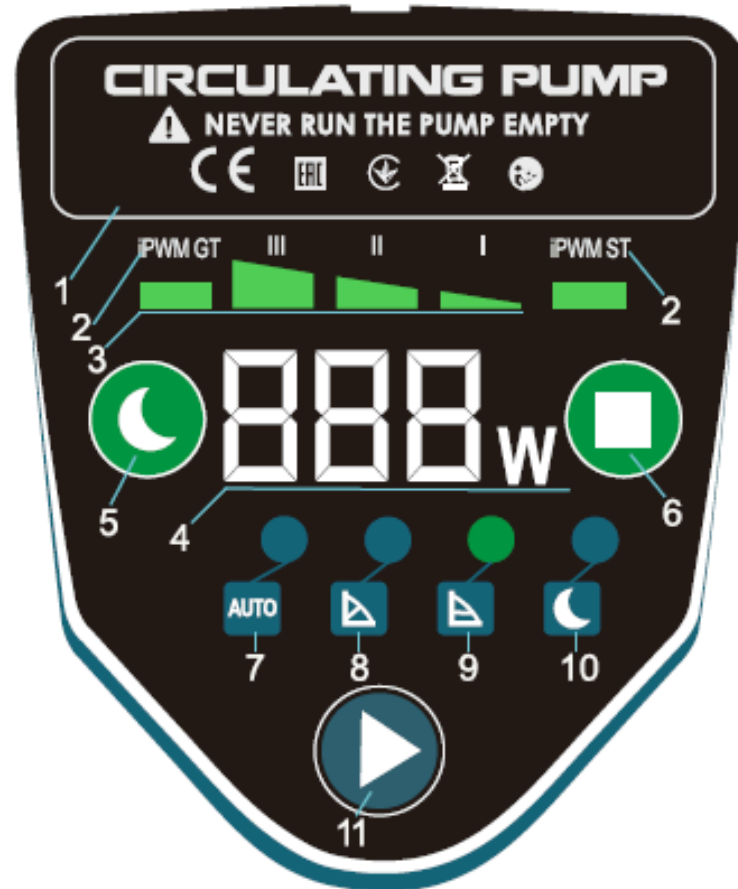 CIRCULATING PUMP
NEVER RUN THE PUMP EMPTY
CE EAC
iPWM GT III II I iPWM ST
1
2
2
3
888 W
5
4
6
AUTO
7
8
9
10
11